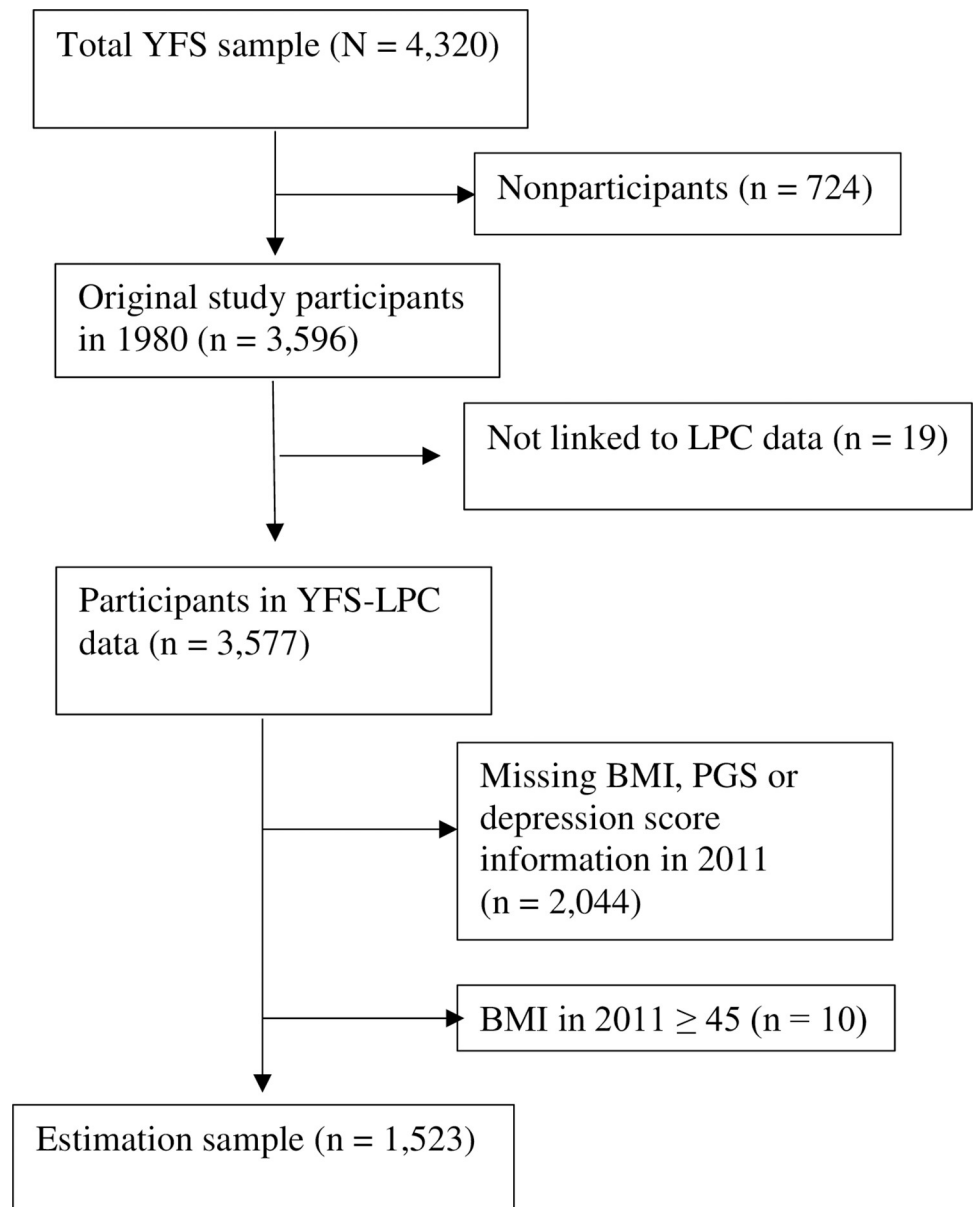 Total YFS sample (N = 4,320)
Nonparticipants (n = 724)
Original study participants
in 1980 (n = 3,596)
Not linked to LPC data (n = 19)
Participants in YFS-LPC
data (n = 3,577)
Missing BMI, PGS or
depression score
information in 2011
(n = 2,044)
BMI in 2011 ≥ 45 (n = 10)
Estimation sample (n = 1,523)